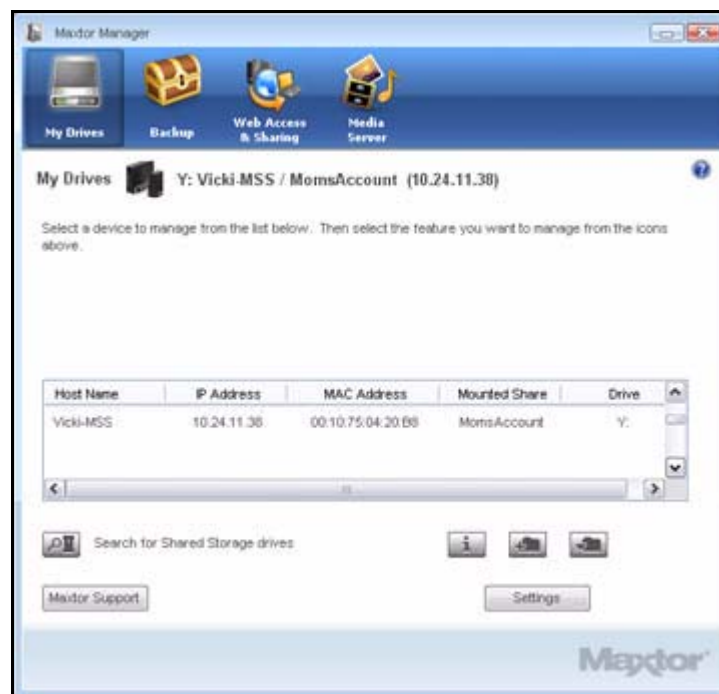 Maxtor Manager
My Drives
Backup
Web Access
& Sharing
Media
Server
My Drives
Y: Vicki-MSS / MomsAccount (10.24.11.38)
?
Select a device to manage from the list below. Then select the feature you want to manage from the icons
above.
Host Name IP Address MAC Address Mounted Share Drive
Vicki-MSS 10.24.11.38 00:10:75:04:20:B8 MomsAccount Y:
Search for Shared Storage drives
i
Maxtor Support
Settings
Maxtor